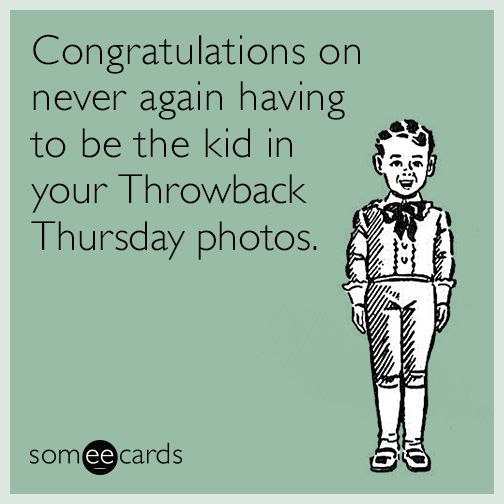 Congratulations on
never again having
to be the kid in
your Throwback
Thursday photos.
someecards